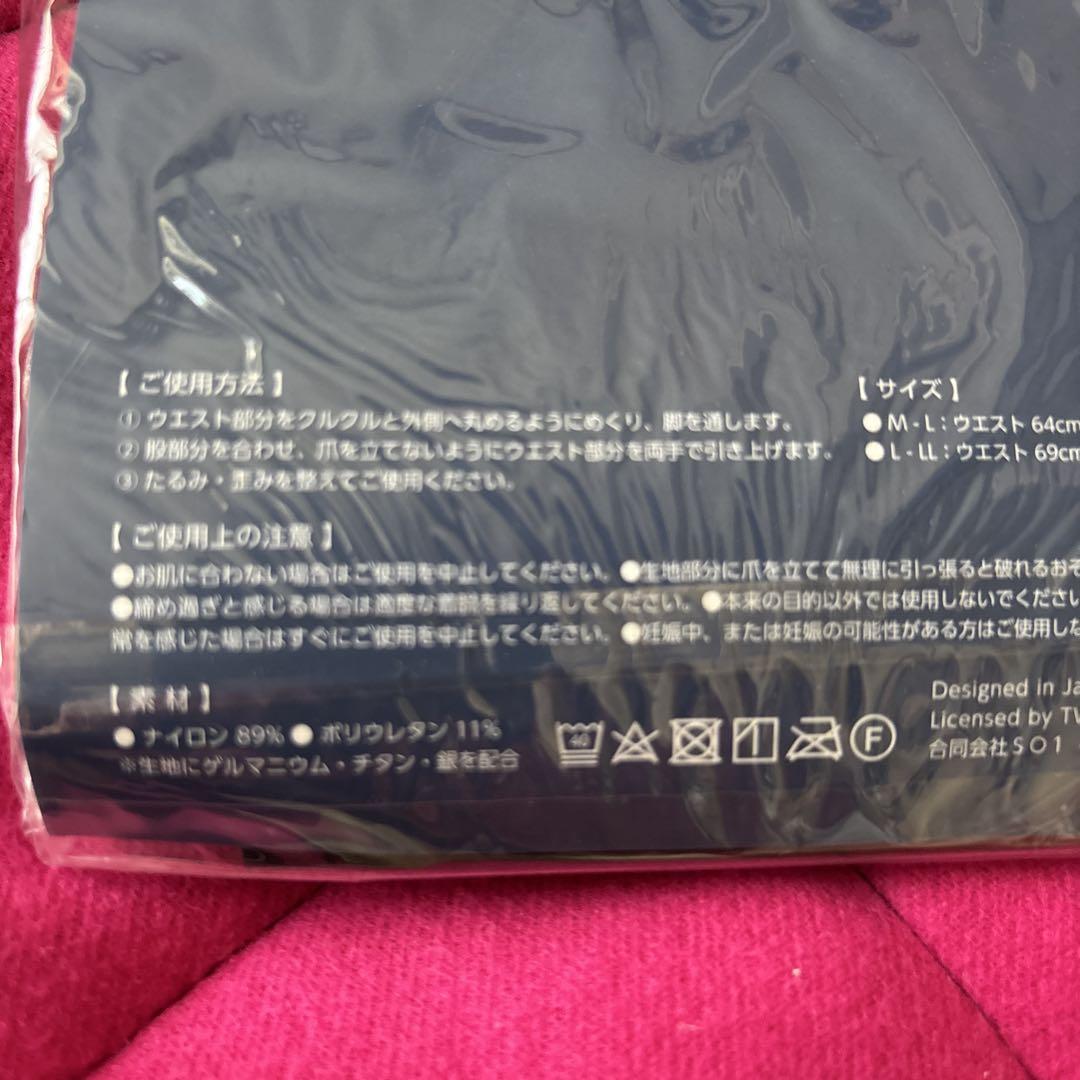 【 ご使用方法 】
① ウエスト部分をクルクルと外側へ丸めるようにめくり、脚を通します。
② 股部分を合わせ、爪を立てないようにウエスト部分を両手で引き上げます。
③ たるみ・歪みを整えてご使用ください。
【 サイズ 】
● M - L：ウエスト 64cm
● L - LL：ウエスト 69cm
【 ご使用上の注意 】
●お肌に合わない場合はご使用を中止してください。 ●生地部分に爪を立てて無理に引っ張ると破れるおそ
●締め過ぎと感じる場合は適度な着脱を繰り返してください。 ●本来の目的以外では使用しないでください
常を感じた場合はすぐにご使用を中止してください。 ●妊娠中、または妊娠の可能性がある方はご使用しな
【 素 材 】
● ナイロン 89% ● ポリウレタン 11%
※生地にゲルマニウム・チタン・銀を配合
40
F
Designed in Ja
Licensed by TV
合同会社ＳＯ１